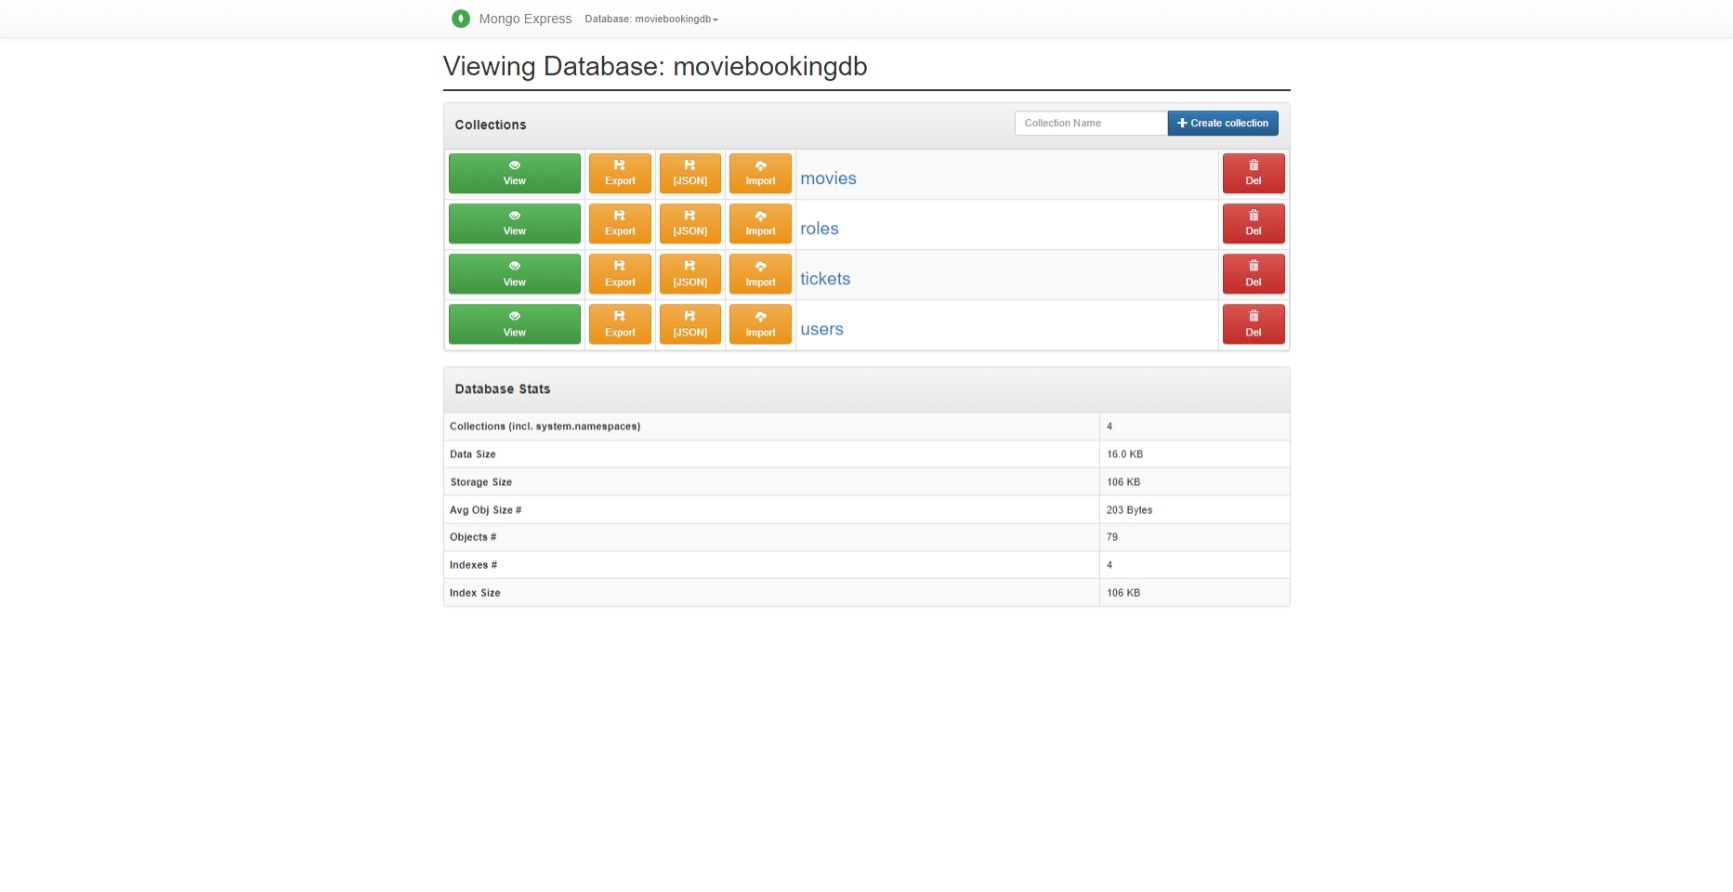 Mongo Express Database: moviebookingdb
Viewing Database: moviebookingdb
Collections Collection Name + Create collection
View Export [JSON] Import movies Del
View Export [JSON] Import roles Del
View Export [JSON] Import tickets Del
View Export [JSON] Import users Del
Database Stats
Collections (incl. system.namespaces) 4
Data Size 16.0 KB
Storage Size 106 KB
Avg Obj Size # 203 Bytes
Objects # 79
Indexes # 4
Index Size 106 KB